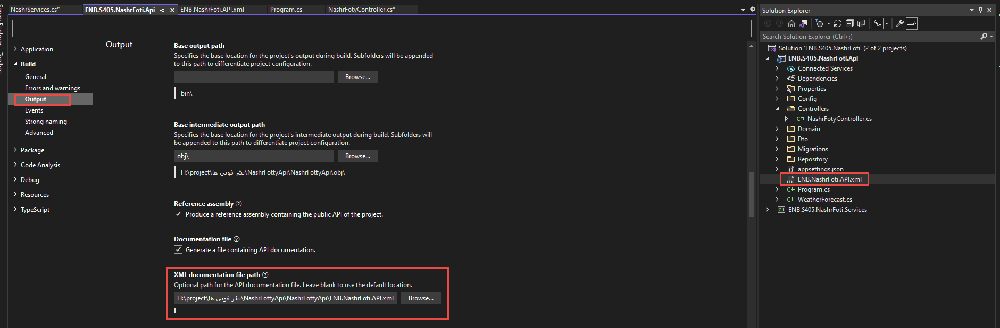 NashrServices.cs*
ENB.S405.NashrFoti.Api
ENB.NashrFoti.API.xml
Program.cs
NashrFotyController.cs*
Server Explorer
Toolbox
Application
Build
General
Errors and warnings
Output
Events
Strong naming
Advanced
Package
Code Analysis
Debug
Resources
TypeScript
Output
Base output path
Specifies the base location for the project's output during build. Subfolders will be appended
to this path to differentiate project configuration.
Browse...
bin\
Base intermediate output path
Specifies the base location for the project's intermediate output during build. Subfolders will
be appended to this path to differentiate project configuration.
obj\
Browse...
H:\project\نشر فوتی ها\NashrFottyApi\NashrFottyApi\obj\
Reference assembly
Produce a reference assembly containing the public API of the project.
Documentation file
Generate a file containing API documentation.
XML documentation file path
Optional path for the API documentation file. Leave blank to use the default location.
H:\project\نشر فوتی ها\NashrFottyApi\NashrFottyApi\ENB.NashrFoti.API.xml
Browse...
Solution Explorer
Search Solution Explorer (Ctrl+;)
Solution 'ENB.S405.NashrFoti' (2 of 2 projects)
ENB.S405.NashrFoti.Api
Connected Services
Dependencies
Properties
Config
Controllers
C# NashrFotyController.cs
Domain
Dto
Migrations
Repository
appsettings.json
ENB.NashrFoti.API.xml
C# Program.cs
C# WeatherForecast.cs
C# ENB.S405.NashrFoti.Services